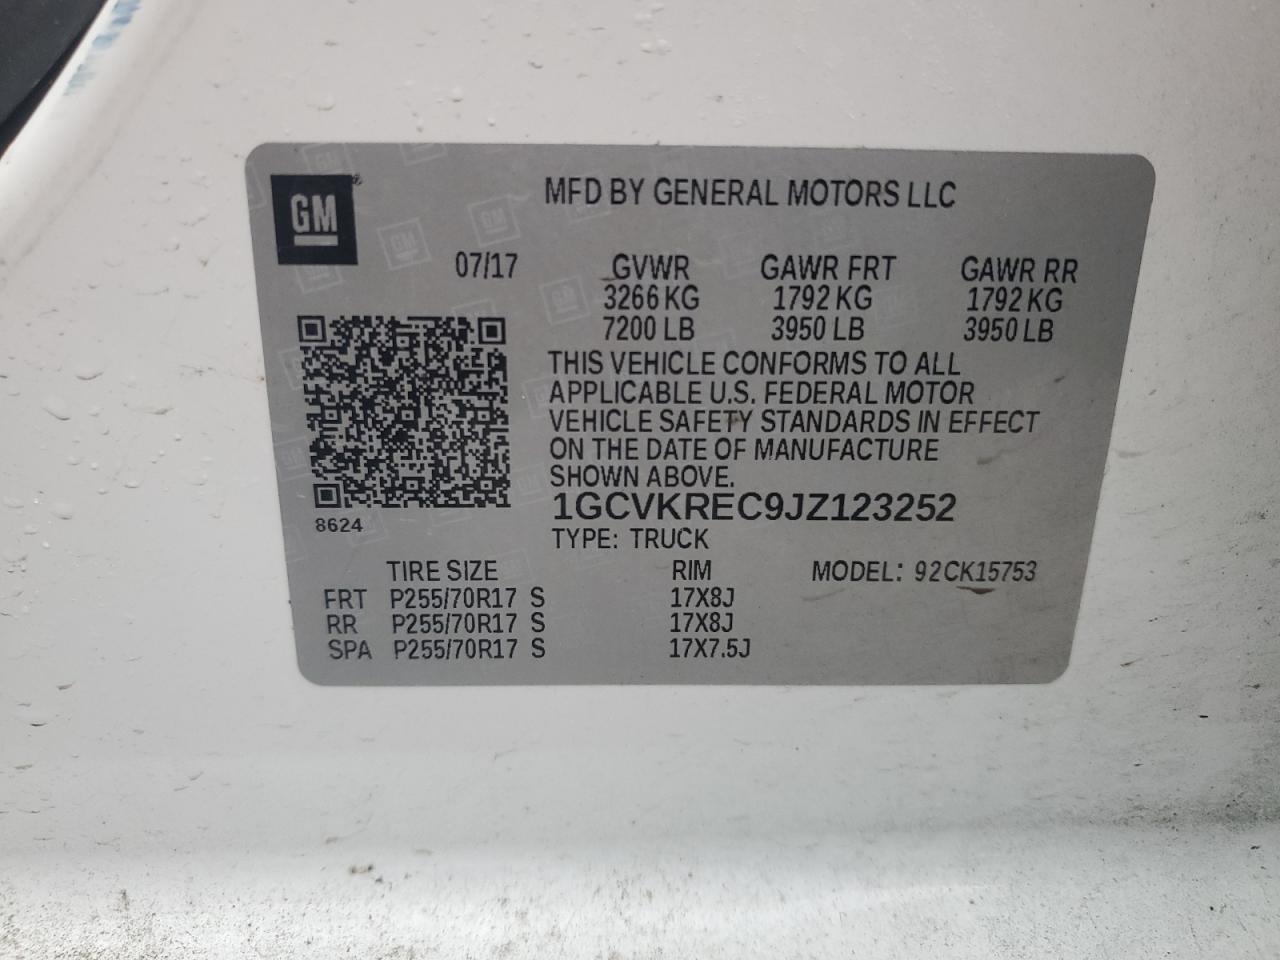 GM
MFD BY GENERAL MOTORS LLC
07/17 GVWR GAWR FRT GAWR RR
3266 KG 1792 KG 1792 KG
7200 LB 3950 LB 3950 LB
THIS VEHICLE CONFORMS TO ALL
APPLICABLE U.S. FEDERAL MOTOR
VEHICLE SAFETY STANDARDS IN EFFECT
ON THE DATE OF MANUFACTURE
SHOWN ABOVE.
1GCVKREC9JZ123252
8624
TYPE: TRUCK
TIRE SIZE RIM MODEL: 92CK15753
FRT P255/70R17 S 17X8J
RR P255/70R17 S 17X8J
SPA P255/70R17 S 17X7.5J